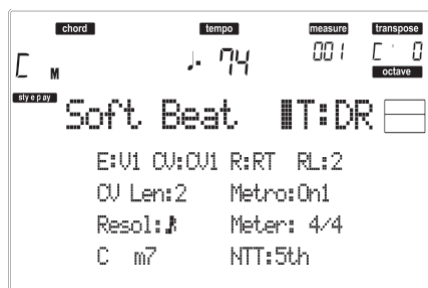 chord tempo measure transpose
C M ♩. 74 001 C 0
octave
style play
Soft Beat T:DR
E:V1 CV:CV1 R:RT RL:2
CV Len:2 Metro:On1
Resol:♪ Meter: 4/4
C m7 NTT:5th